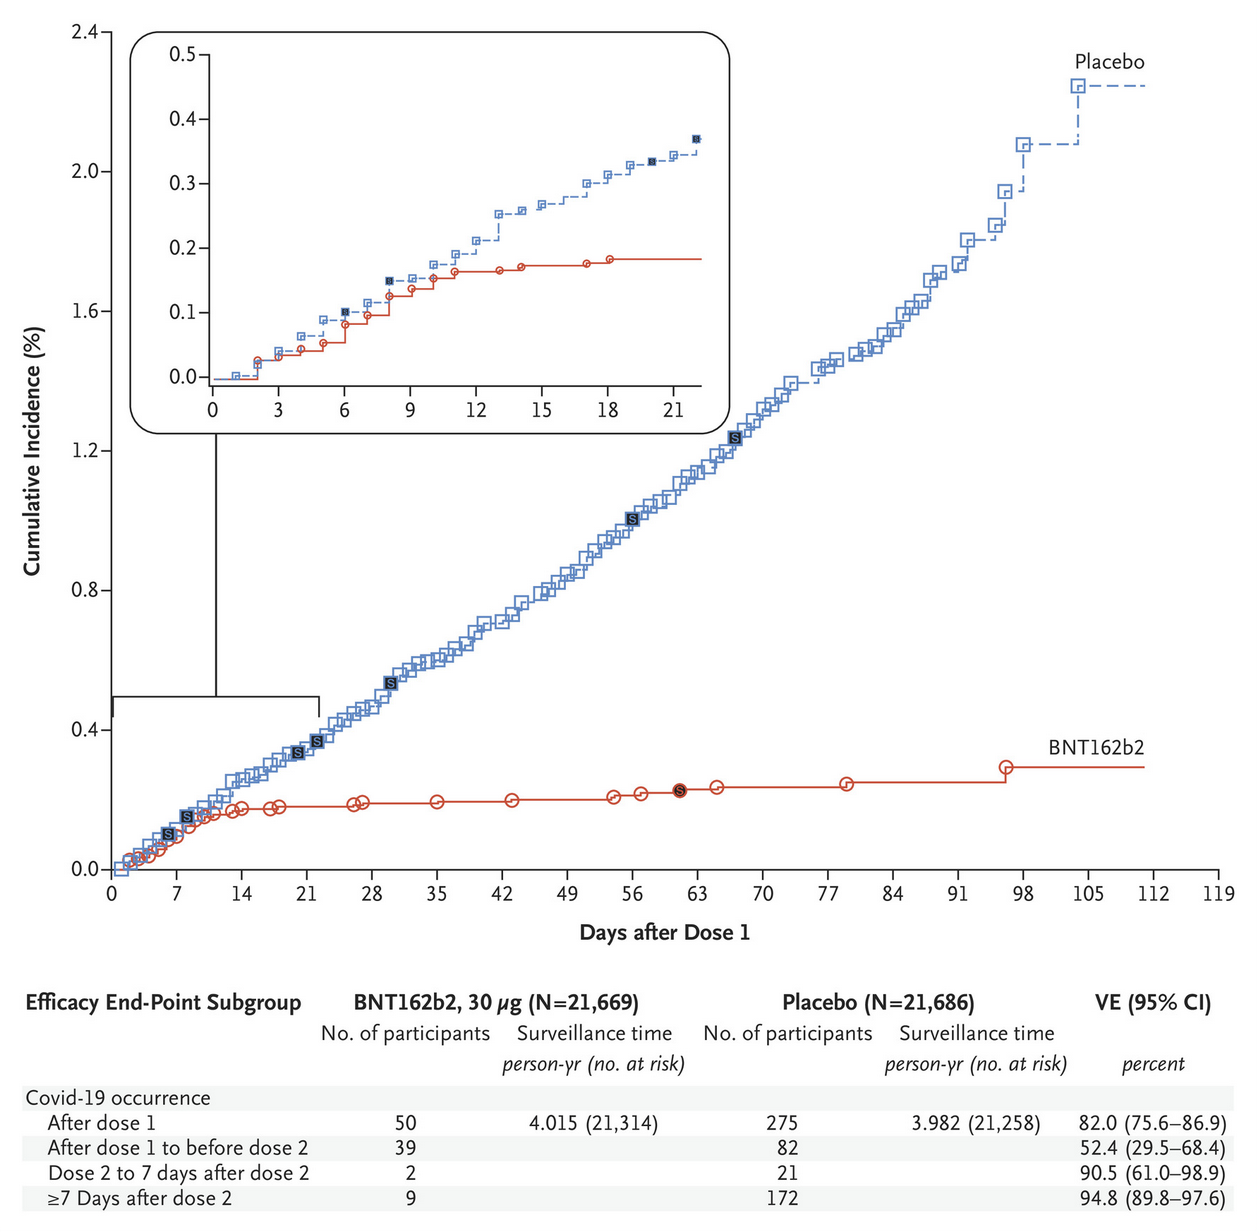 2.4
2.0
1.6
1.2
0.8
0.4
0.0
Cumulative Incidence (%)
0.5
0.4
0.3
0.2
0.1
0.0
0 3 6 9 12 15 18 21
Placebo
BNT162b2
S S S S S S S
S
0 7 14 21 28 35 42 49 56 63 70 77 84 91 98 105 112 119
Days after Dose 1
Efficacy End-Point Subgroup BNT162b2, 30 µg (N=21,669) Placebo (N=21,686) VE (95% CI)
No. of participants Surveillance time No. of participants Surveillance time
person-yr (no. at risk) person-yr (no. at risk) percent
Covid-19 occurrence
After dose 1 50 4.015 (21,314) 275 3.982 (21,258) 82.0 (75.6–86.9)
After dose 1 to before dose 2 39 82 52.4 (29.5–68.4)
Dose 2 to 7 days after dose 2 2 21 90.5 (61.0–98.9)
≥7 Days after dose 2 9 172 94.8 (89.8–97.6)